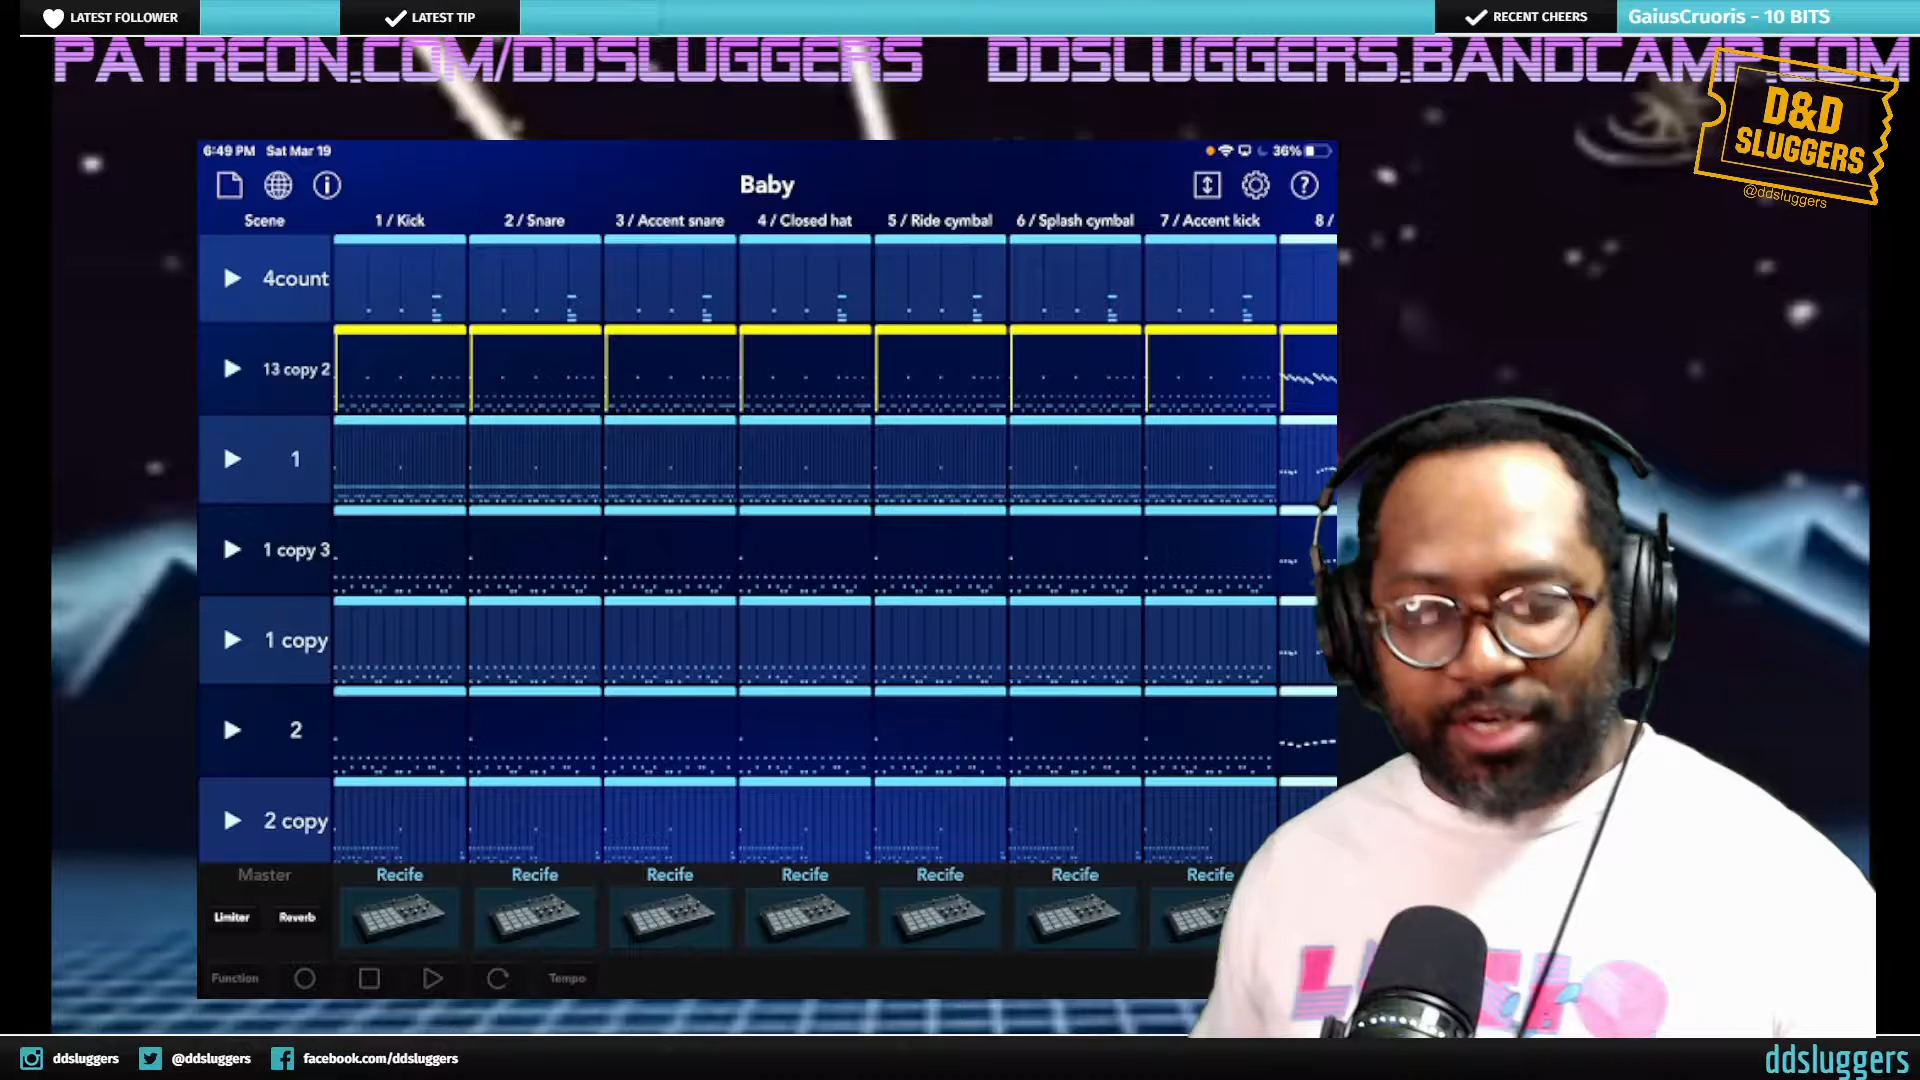 LATEST FOLLOWER
LATEST TIP
RECENT CHEERS
GaiusCruoris - 10 BITS
PATREON.COM/DDSLUGGERS DDSLUGGERS.BANDCAMP.COM
D&D
SLUGGERS
@ddsluggers
6:49 PM Sat Mar 19
36%
Baby
Scene 1 / Kick 2 / Snare 3 / Accent snare 4 / Closed hat 5 / Ride cymbal 6 / Splash cymbal 7 / Accent kick 8 /
4count
13 copy 2
1
1 copy 3
1 copy
2
2 copy
Master Recife Recife Recife Recife Recife Recife Recife
Limiter Reverb
Function Tempo
ddsluggers @ddsluggers facebook.com/ddsluggers
ddsluggers